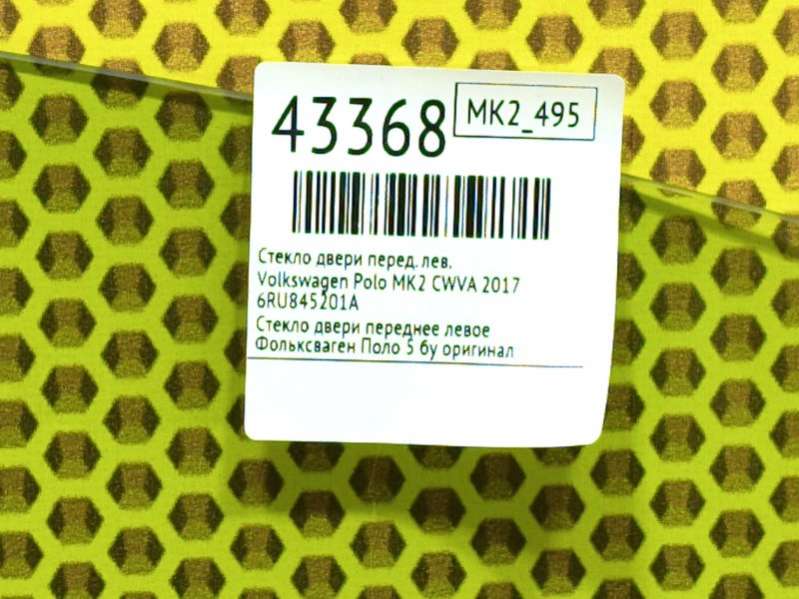 43368
MK2_495
Стекло двери перед. лев.
Volkswagen Polo MK2 CWVA 2017
6RU845201A
Стекло двери переднее левое
Фольксваген Поло 5 бу оригинал